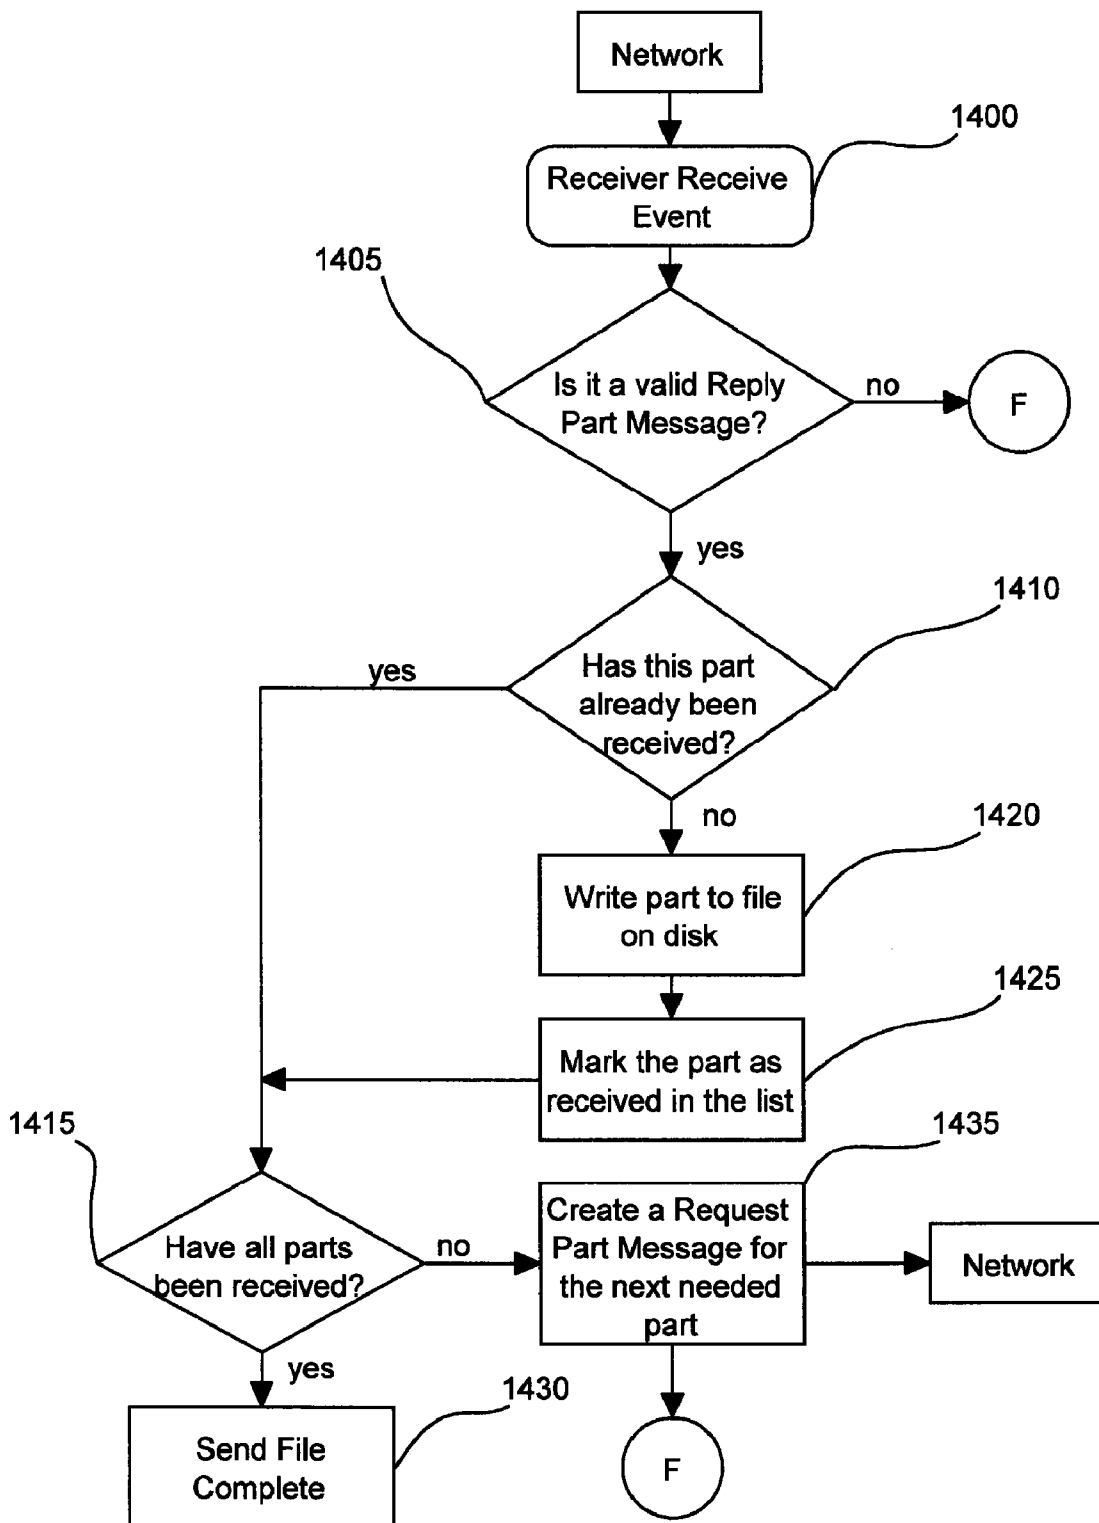 Network
1400
Receiver Receive
Event
1405
Is it a valid Reply
Part Message?
no
F
yes
1410
Has this part
already been
received?
yes
no
1420
Write part to file
on disk
1425
Mark the part as
received in the list
1415
1435
Have all parts
been received?
no
Create a Request
Part Message for
the next needed
part
Network
yes
1430
Send File
Complete
F